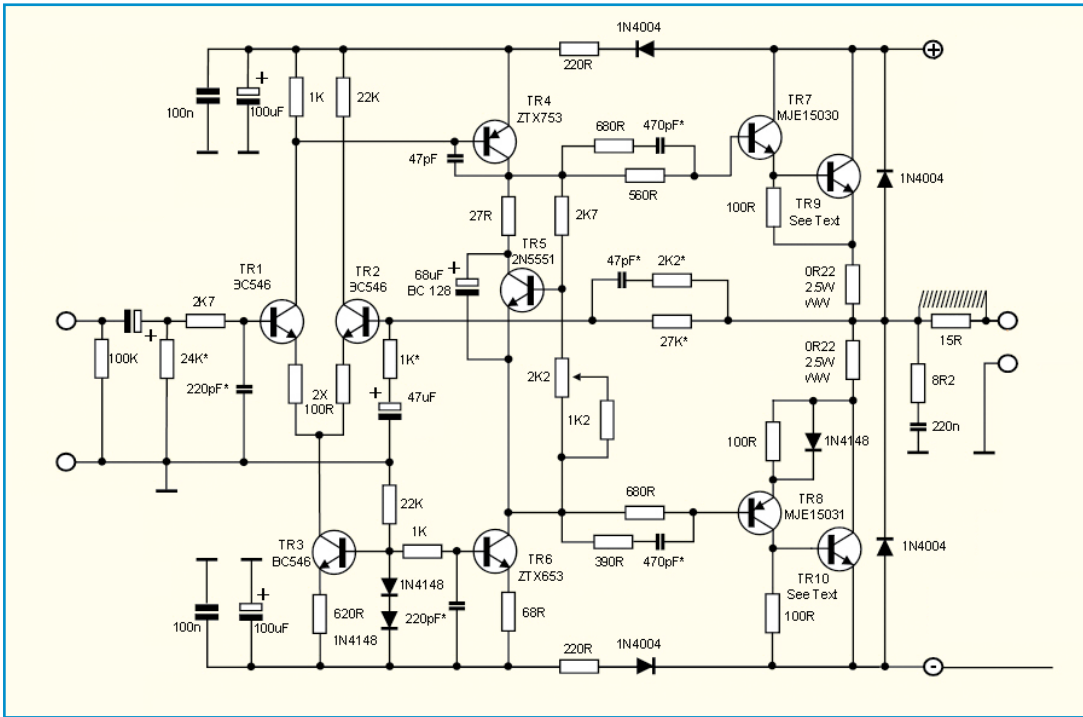 1N4004
220R
100n
+
100uF
1K
22K
TR4
ZTX753
TR7
MJE15030
680R
470pF*
47pF
560R
1N4004
100R
TR9
See Text
27R
2K7
TR5
2N5551
68uF
+
BC 128
47pF*
2K2*
0R22
2.5W
WW
TR1
BC546
TR2
BC546
2K7
+
100K
24K*
220pF*
2X
100R
1K*
47uF
27K*
0R22
2.5W
WW
15R
2K2
1K2
8R2
220n
100R
1N4148
22K
680R
TR8
MJE15031
1K
TR3
BC546
TR6
ZTX653
390R
470pF*
1N4004
TR10
See Text
1N4148
100n
+
100uF
620R
220pF*
68R
100R
1N4148
1N4004
220R